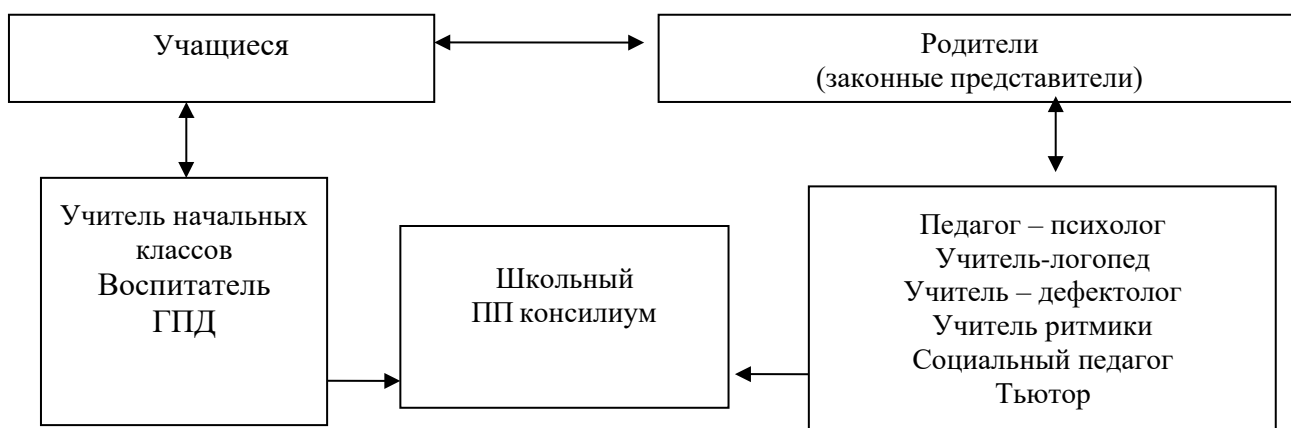 Учащиеся
Родители
(законные представители)
Учитель начальных
классов
Воспитатель
ГПД
Школьный
ПП консилиум
Педагог – психолог
Учитель-логопед
Учитель – дефектолог
Учитель ритмики
Социальный педагог
Тьютор